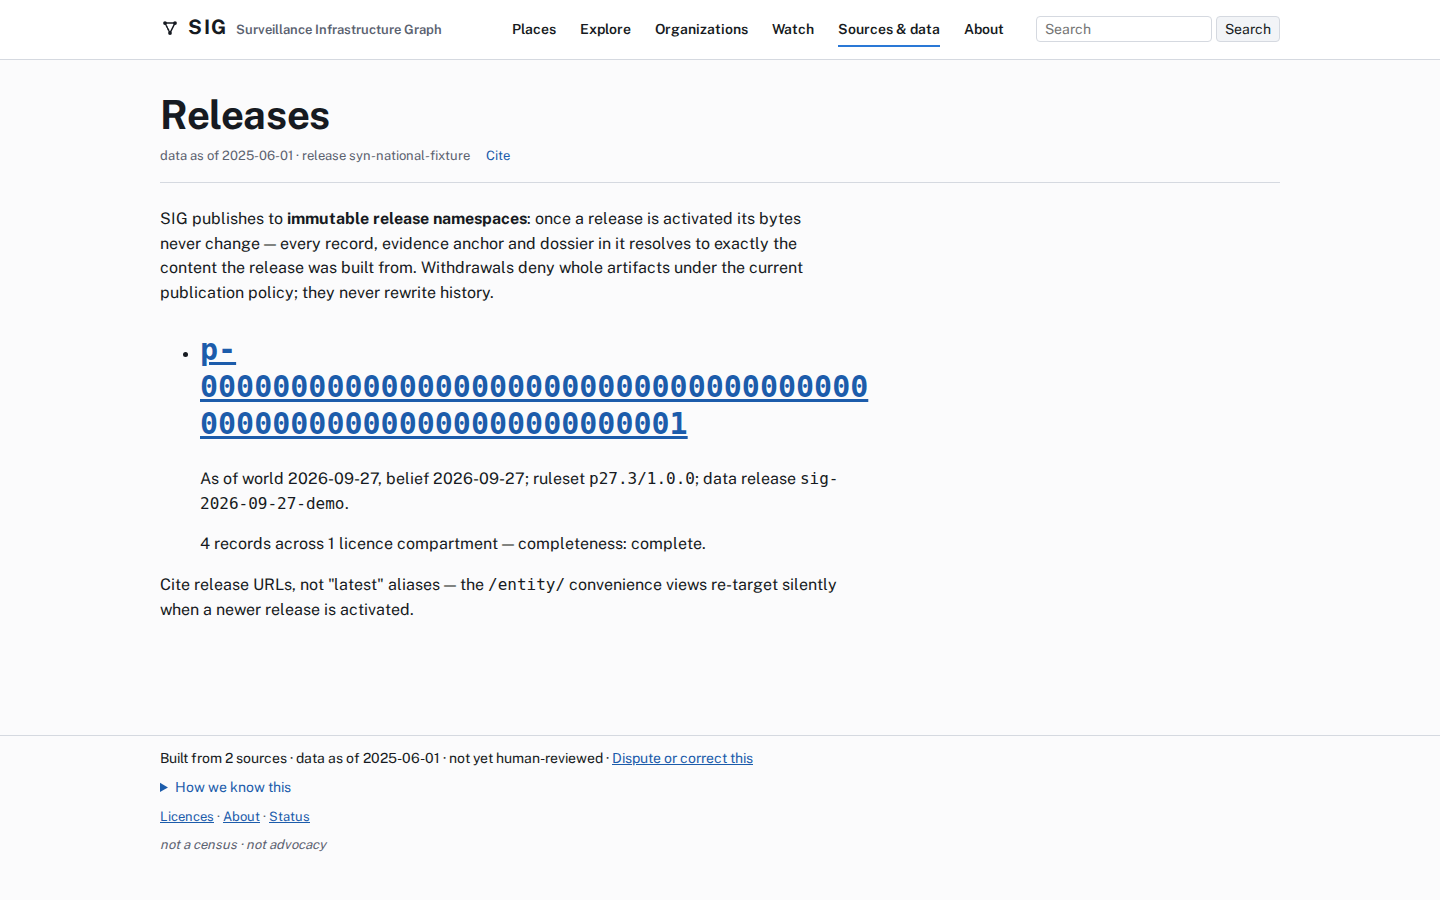 SIG Surveillance Infrastructure Graph Places Explore Organizations Watch Sources & data About Search Search
Releases
data as of 2025-06-01 · release syn-national-fixture Cite
SIG publishes to immutable release namespaces: once a release is activated its bytes
never change — every record, evidence anchor and dossier in it resolves to exactly the
content the release was built from. Withdrawals deny whole artifacts under the current
publication policy; they never rewrite history.
• p-
0000000000000000000000000000000000000
000000000000000000000000001
As of world 2026-09-27, belief 2026-09-27; ruleset p27.3/1.0.0; data release sig-
2026-09-27-demo.
4 records across 1 licence compartment — completeness: complete.
Cite release URLs, not "latest" aliases — the /entity/ convenience views re-target silently
when a newer release is activated.
Built from 2 sources · data as of 2025-06-01 · not yet human-reviewed · Dispute or correct this
▶ How we know this
Licences · About · Status
not a census · not advocacy